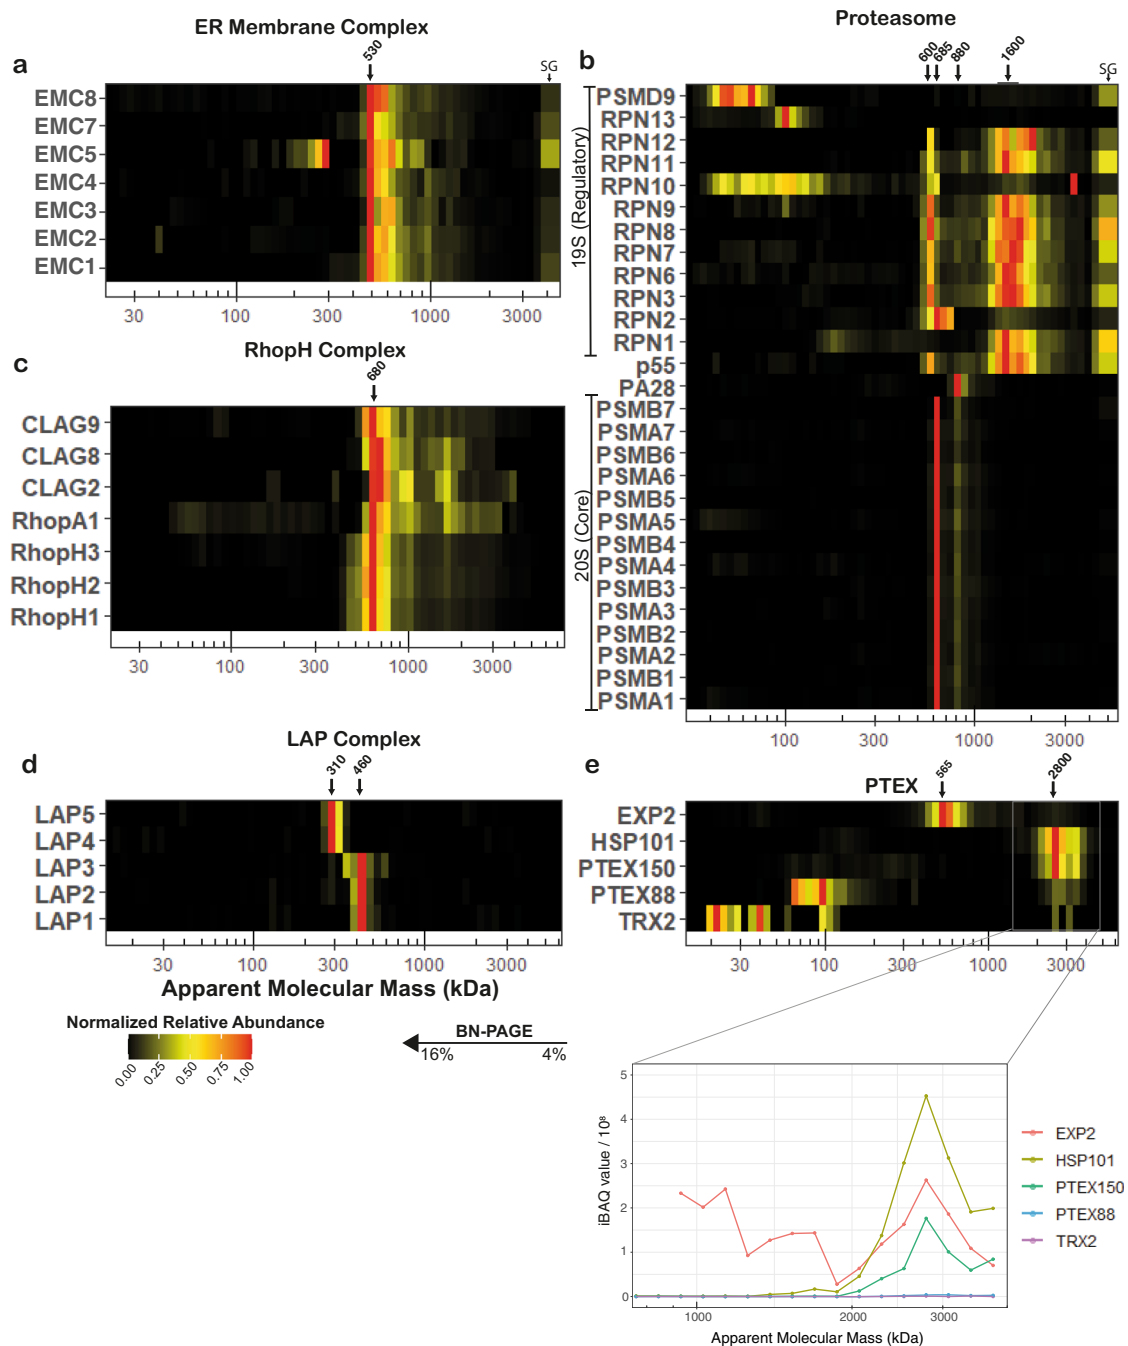 ER Membrane Complex
a
530
SG
EMC8
EMC7
EMC5
EMC4
EMC3
EMC2
EMC1
30 100 300 1000 3000
Proteasome
b
600 685 880 1600
SG
19S (Regulatory)
PSMD9
RPN13
RPN12
RPN11
RPN10
RPN9
RPN8
RPN7
RPN6
RPN3
RPN2
RPN1
p55
PA28
20S (Core)
PSMB7
PSMA7
PSMB6
PSMA6
PSMB5
PSMA5
PSMB4
PSMA4
PSMB3
PSMA3
PSMB2
PSMA2
PSMB1
PSMA1
100 300 1000 3000
RhopH Complex
c
680
CLAG9
CLAG8
CLAG2
RhopA1
RhopH3
RhopH2
RhopH1
30 100 300 1000 3000
LAP Complex
d
310 460
LAP5
LAP4
LAP3
LAP2
LAP1
30 100 300 1000 3000
Apparent Molecular Mass (kDa)
Normalized Relative Abundance
0.00 0.25 0.50 0.75 1.00
BN-PAGE
16% 4%
e
PTEX
565 2800
EXP2
HSP101
PTEX150
PTEX88
TRX2
30 100 300 1000 3000
iBAQ value / 10⁸
5
4
3
2
1
0
1000 2000 3000
Apparent Molecular Mass (kDa)
EXP2
HSP101
PTEX150
PTEX88
TRX2